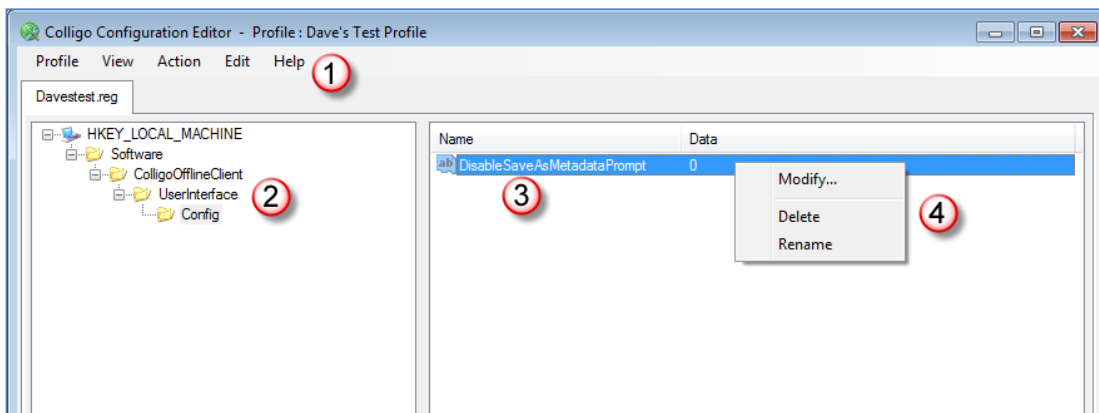 Colligo Configuration Editor - Profile : Dave's Test Profile
Profile View Action Edit Help
1
Davestest.reg
HKEY_LOCAL_MACHINE
Software
ColligoOfflineClient
UserInterface
2
Config
Name Data
DisableSaveAsMetadataPrompt 0
3
Modify...
Delete
Rename
4